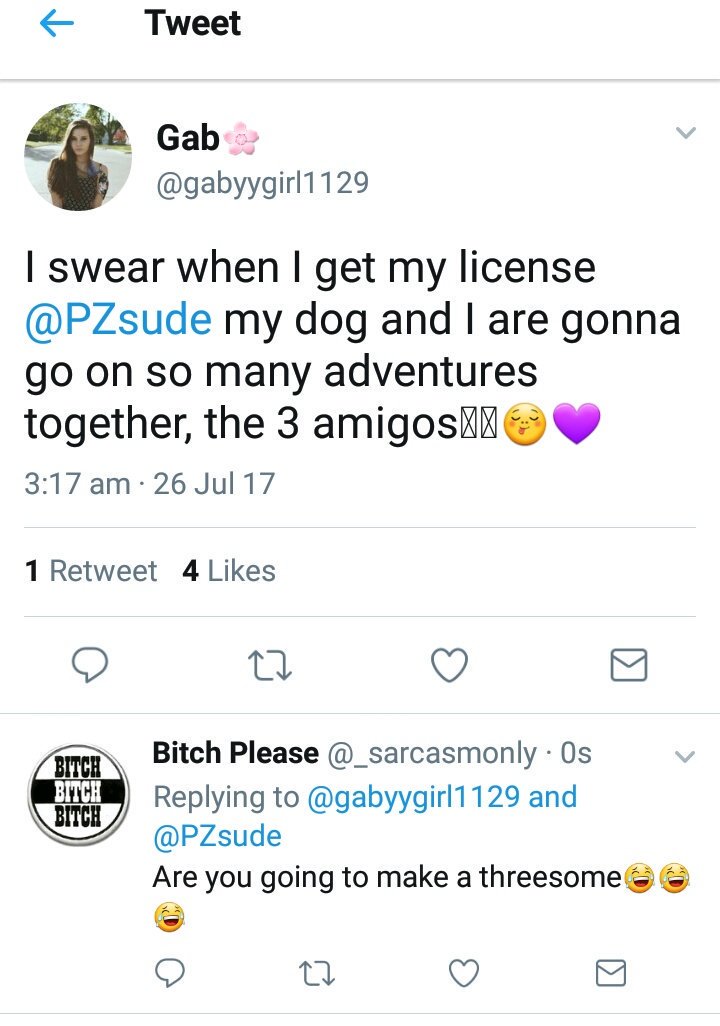 Tweet
Gab🌸
@gabyygirl1129
I swear when I get my license
@PZsude my dog and I are gonna
go on so many adventures
together, the 3 amigos😋💜
3:17 am · 26 Jul 17
1 Retweet 4 Likes
BITCH
BITCH
BITCH
Bitch Please @_sarcasmonly · 0s
Replying to @gabyygirl1129 and
@PZsude
Are you going to make a threesome😂😂
😂